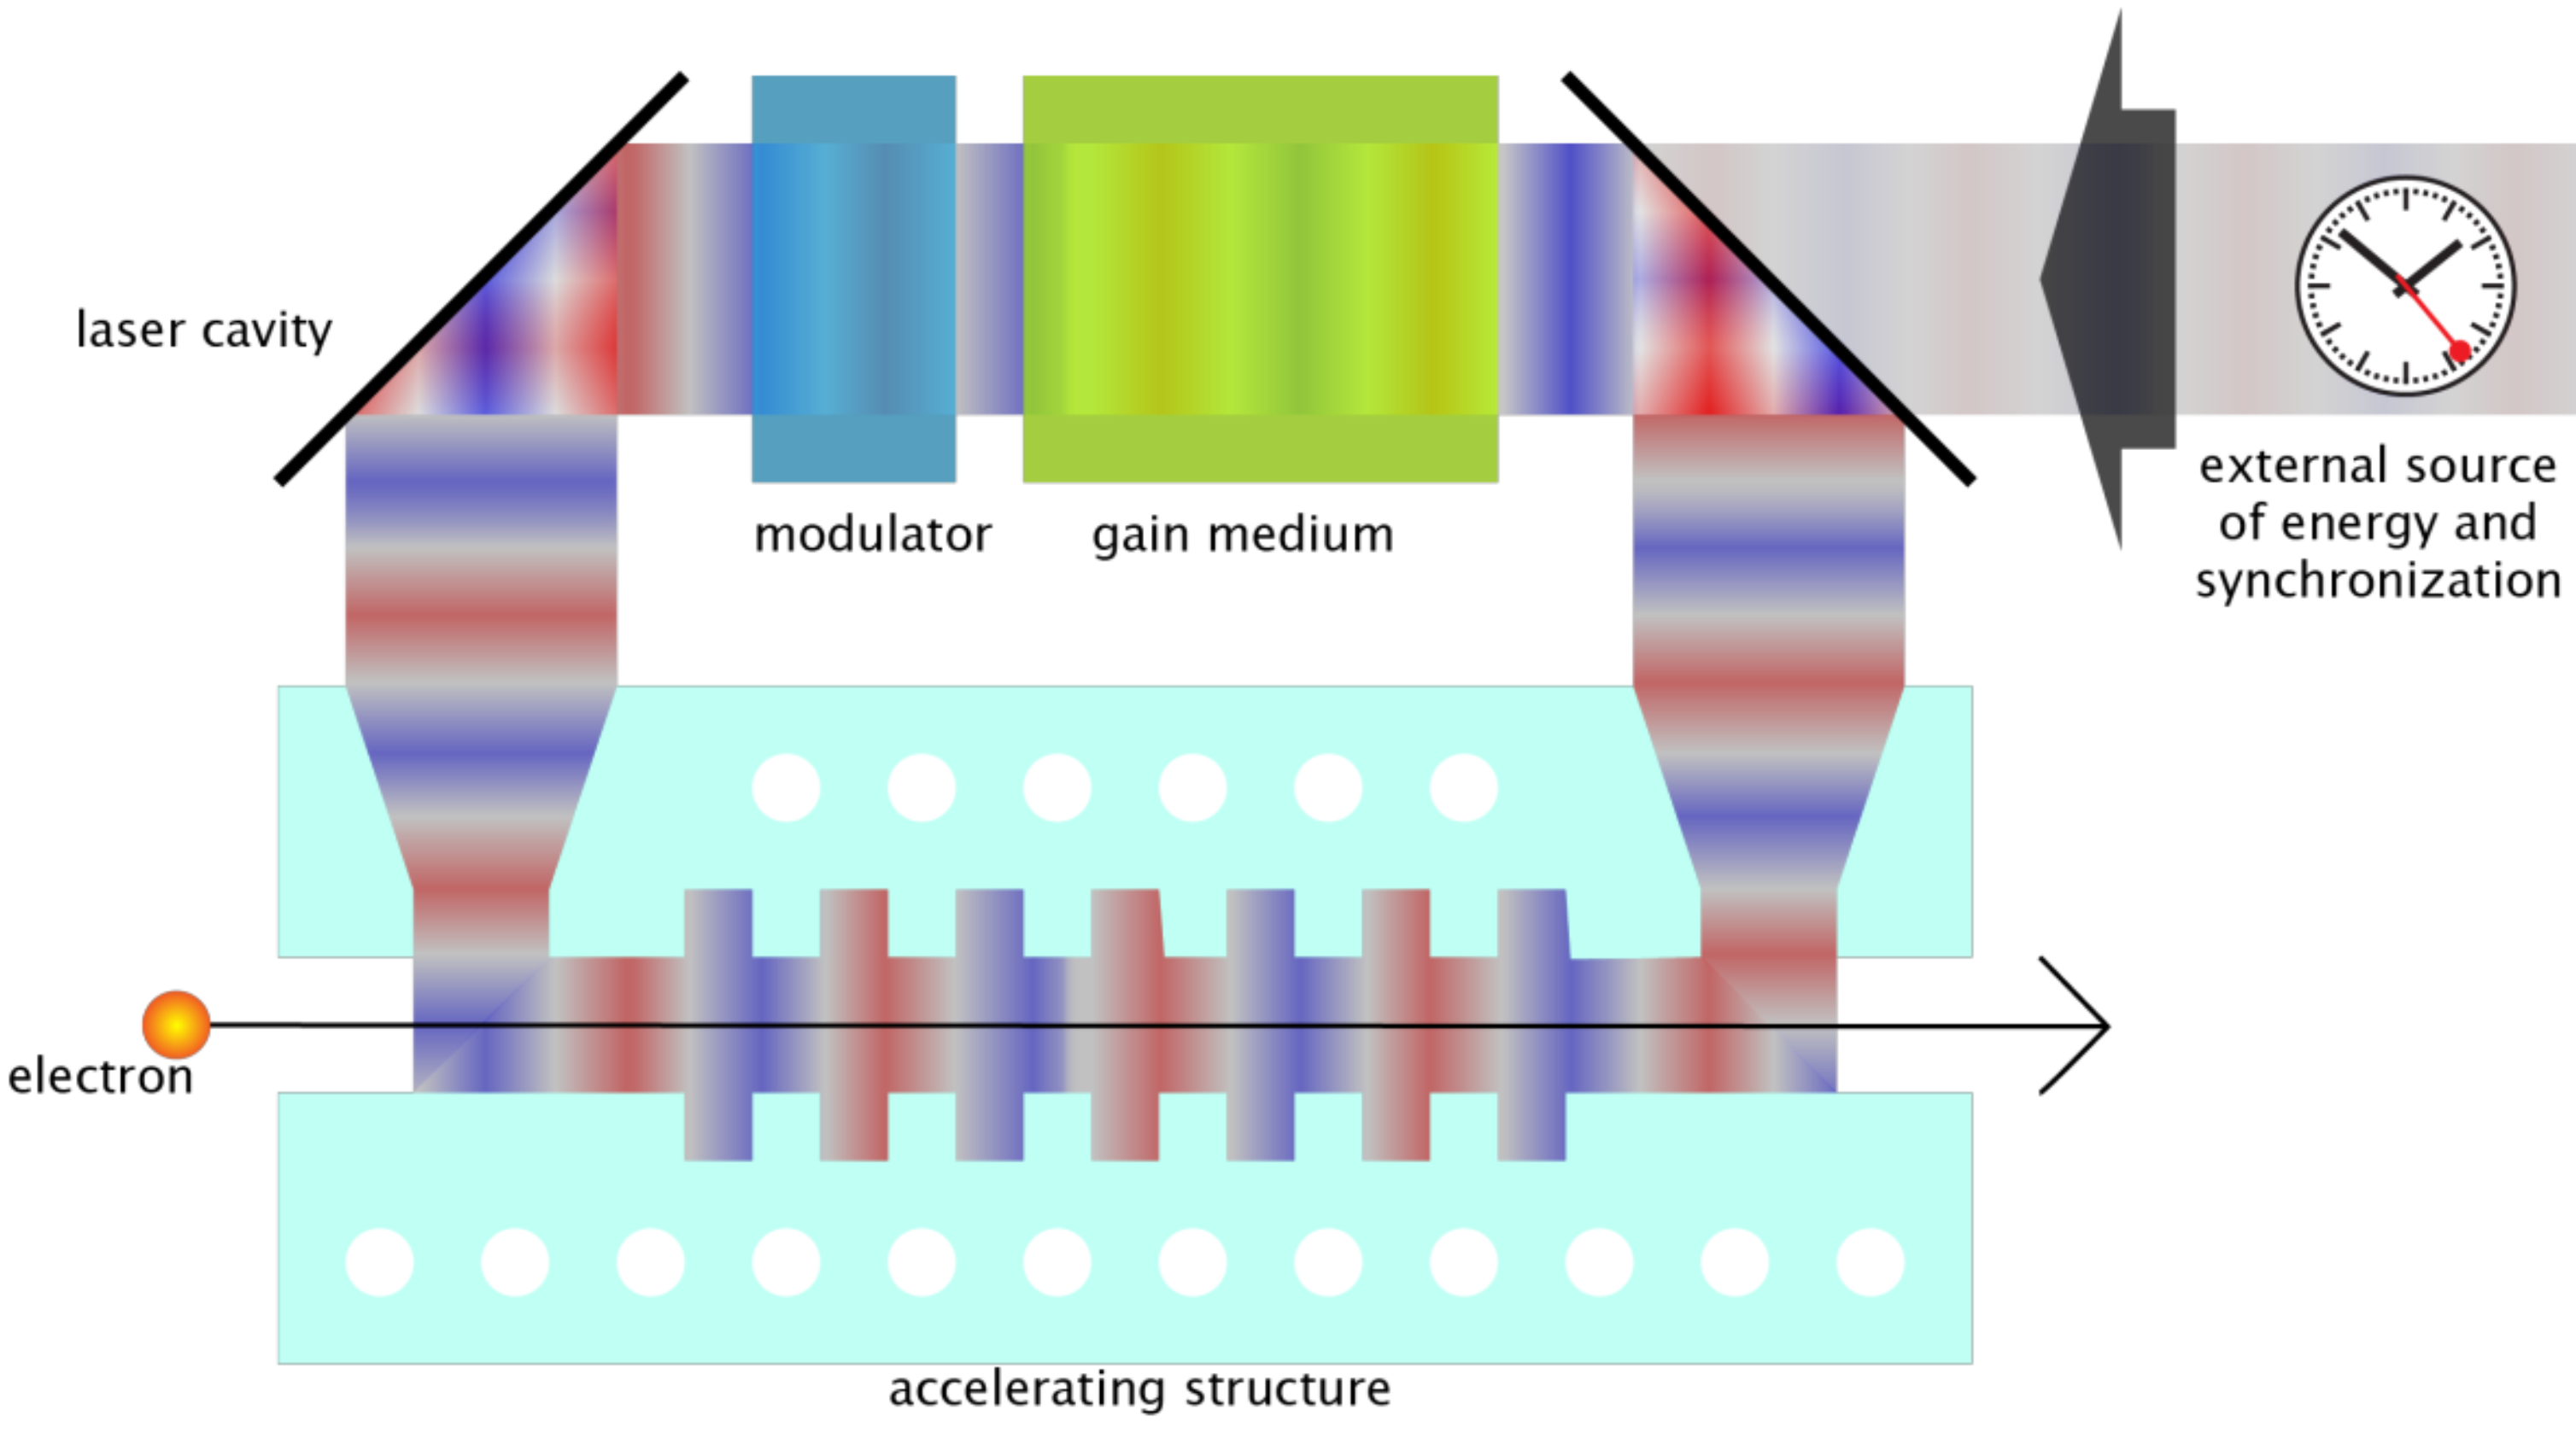 laser cavity
modulator
gain medium
external source
of energy and
synchronization
electron
accelerating structure